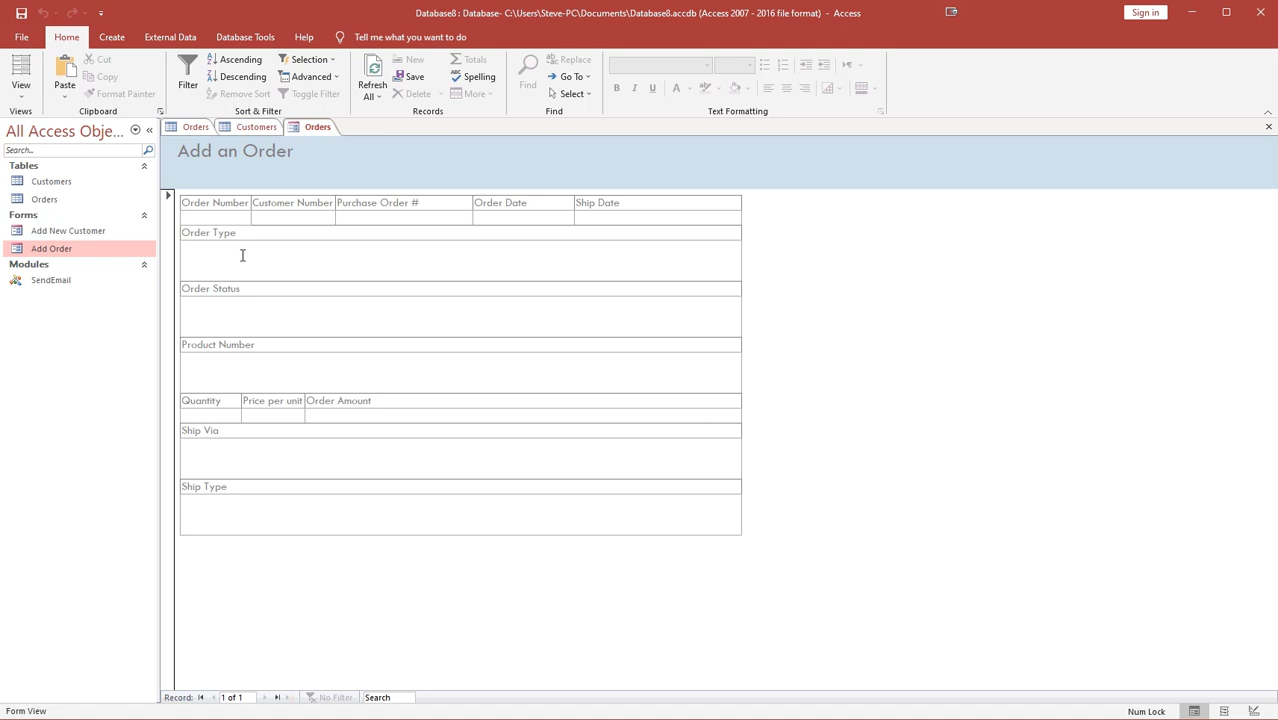 Database8 : Database- C:\Users\Steve-PC\Documents\Database8.accdb (Access 2007 - 2016 file format) - Access
Sign in
File Home Create External Data Database Tools Help Tell me what you want to do
View
Views
Paste
Cut
Copy
Format Painter
Clipboard
Filter
Ascending
Descending
Remove Sort
Selection
Advanced
Toggle Filter
Sort & Filter
Refresh
All
New
Save
Delete
Totals
Spelling
More
Records
Find
Replace
Go To
Select
Find
B I U A
Text Formatting
All Access Obje...
Search...
Tables
Customers
Orders
Forms
Add New Customer
Add Order
Modules
SendEmail
Orders Customers Orders
Add an Order
Order Number Customer Number Purchase Order # Order Date Ship Date
Order Type
Order Status
Product Number
Quantity Price per unit Order Amount
Ship Via
Ship Type
Record: 1 of 1 No Filter Search
Form View
Num Lock